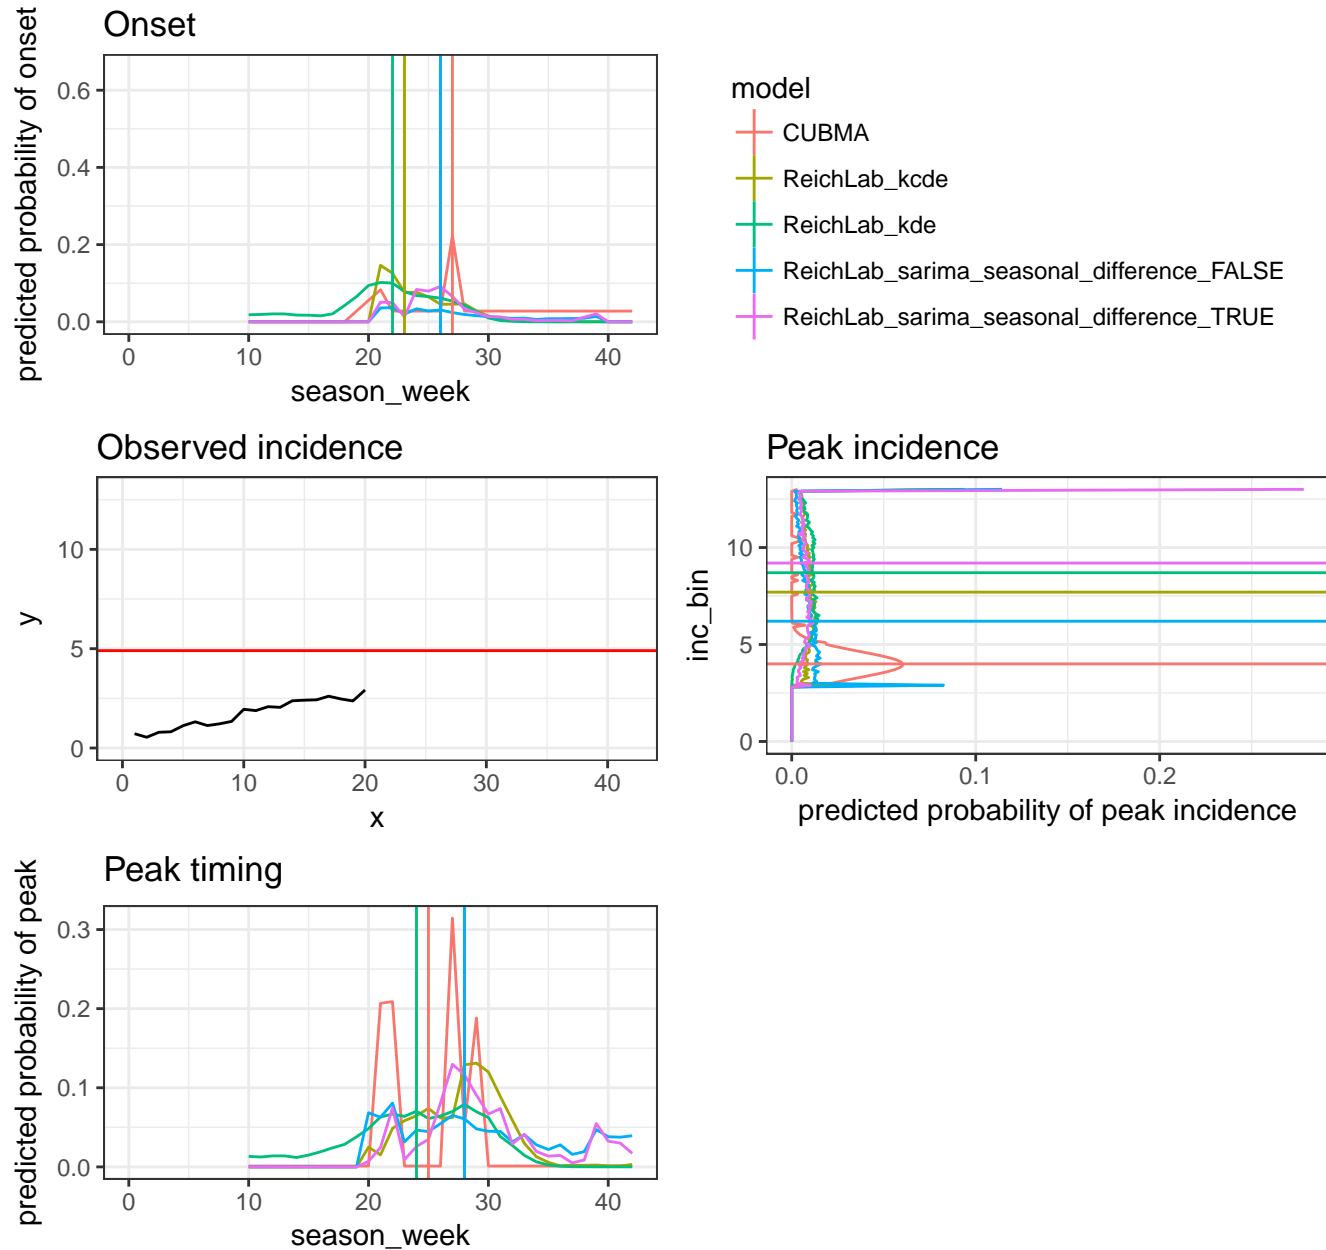 Onset
predicted probability of onset
0.6
0.4
0.2
0.0
0 10 20 30 40
season_week
model
CUBMA
ReichLab_kcde
ReichLab_kde
ReichLab_sarima_seasonal_difference_FALSE
ReichLab_sarima_seasonal_difference_TRUE
Observed incidence
y
10
5
0
0 10 20 30 40
x
Peak incidence
inc_bin
10
5
0
0.0 0.1 0.2
predicted probability of peak incidence
Peak timing
predicted probability of peak
0.3
0.2
0.1
0.0
0 10 20 30 40
season_week